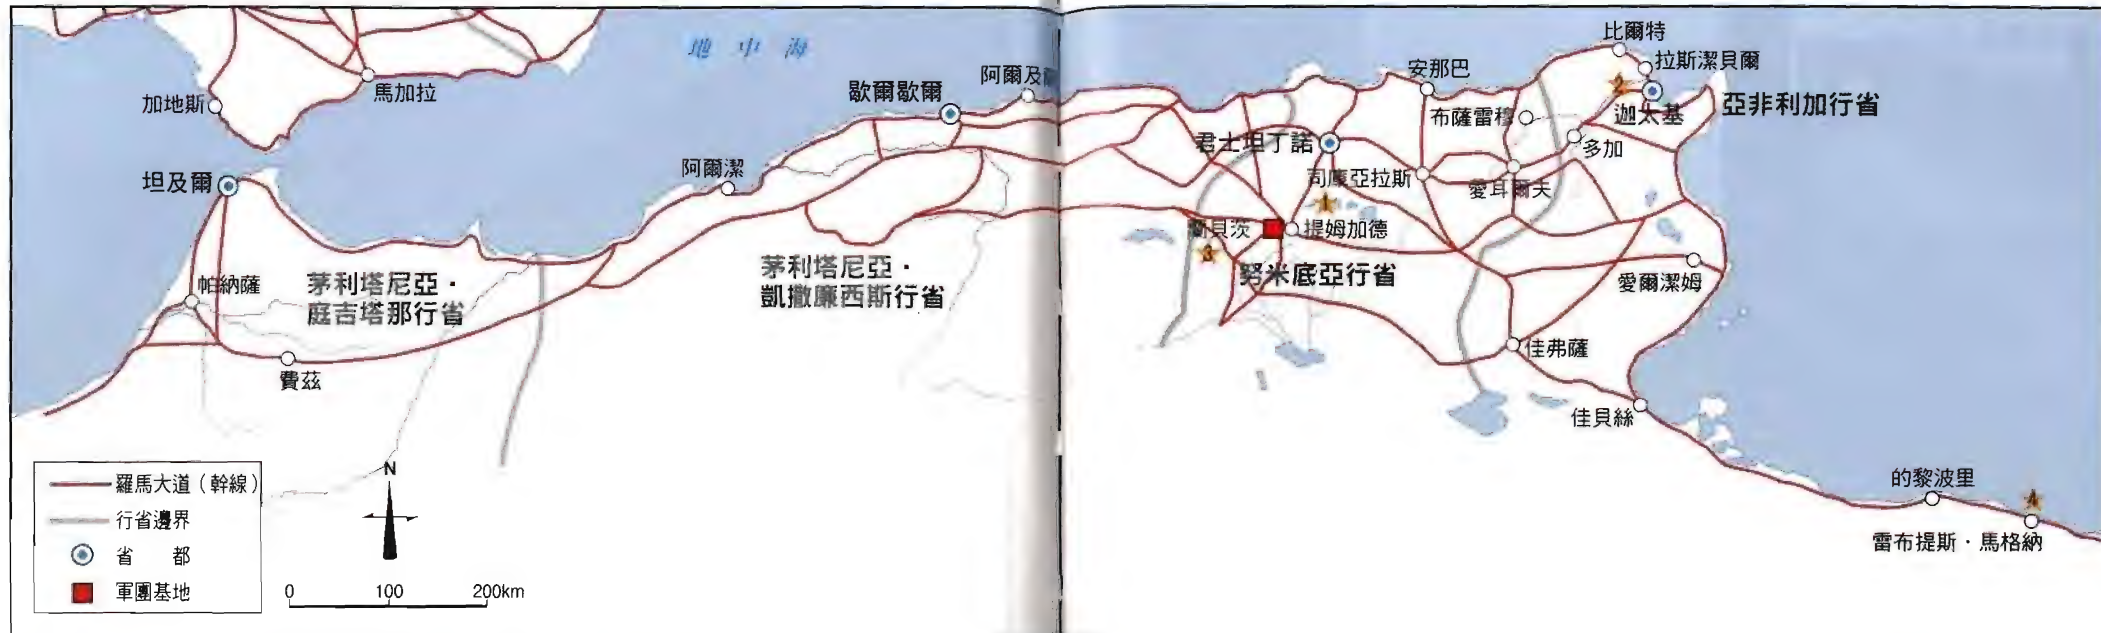 地中海
馬加拉
加地斯
坦及爾
帕納薩
茅利塔尼亞・
庭吉塔那行省
費茲
阿爾潔
歇爾歇爾
阿爾及
茅利塔尼亞・
凱撒廉西斯行省
比爾特
拉斯潔貝爾
安那巴
布薩雷穆
迦太基
亞非利加行省
君士坦丁諾
多加
司庫亞拉斯
愛耳爾夫
1
2
3
4
貝茨
提姆加德
努米底亞行省
愛爾潔姆
佳弗薩
佳貝絲
的黎波里
雷布提斯・馬格納
羅馬大道(幹線)
行省邊界
省 都
軍團基地
N
0 100 200km